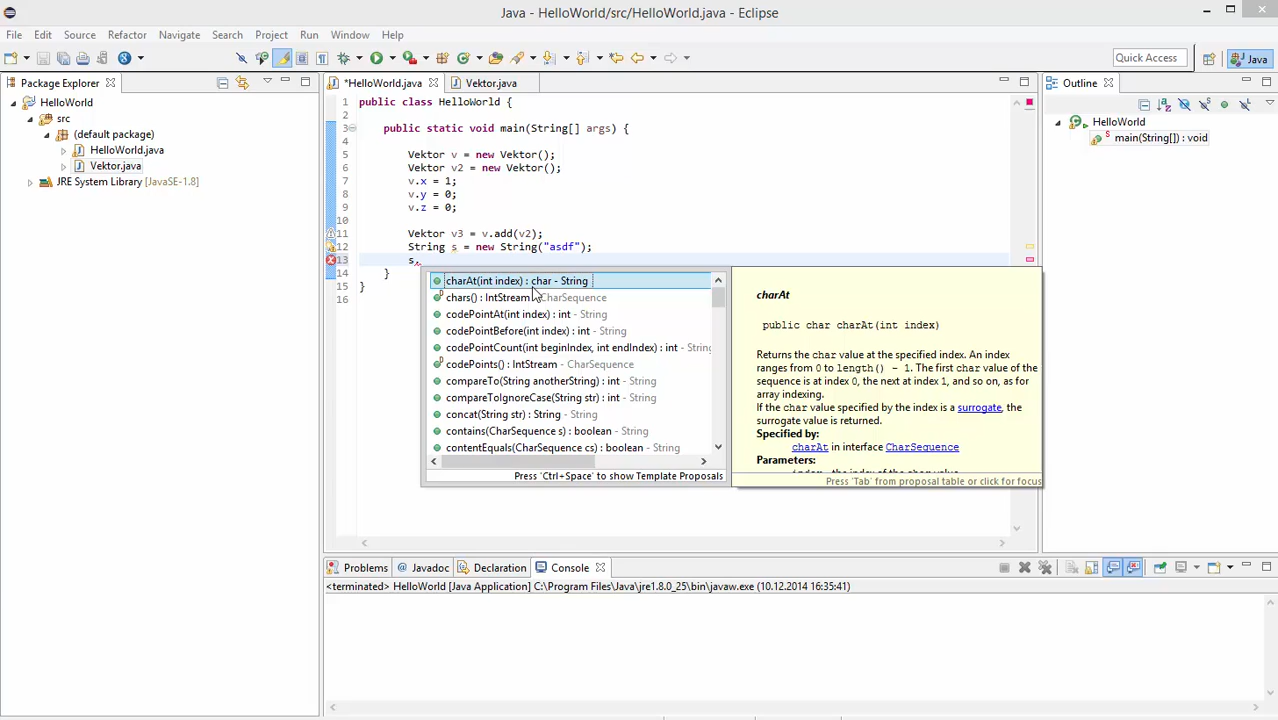 Java - HelloWorld/src/HelloWorld.java - Eclipse
File Edit Source Refactor Navigate Search Project Run Window Help
Quick Access Java
Package Explorer
HelloWorld
src
(default package)
HelloWorld.java
Vektor.java
JRE System Library [JavaSE-1.8]
*HelloWorld.java Vektor.java
1 public class HelloWorld {
2
3 public static void main(String[] args) {
4
5 Vektor v = new Vektor();
6 Vektor v2 = new Vektor();
7 v.x = 1;
8 v.y = 0;
9 v.z = 0;
10
11 Vektor v3 = v.add(v2);
12 String s = new String("asdf");
13 s.
14 }
15 }
16
charAt(int index) : char - String
chars() : IntStream - CharSequence
codePointAt(int index) : int - String
codePointBefore(int index) : int - String
codePointCount(int beginIndex, int endIndex) : int - String
codePoints() : IntStream - CharSequence
compareTo(String anotherString) : int - String
compareToIgnoreCase(String str) : int - String
concat(String str) : String - String
contains(CharSequence cs) : boolean - String
contentEquals(CharSequence cs) : boolean - String
Press 'Ctrl+Space' to show Template Proposals
charAt
public char charAt(int index)
Returns the char value at the specified index. An index
ranges from 0 to length() - 1. The first char value of the
sequence is at index 0, the next at index 1, and so on, as for
array indexing.
If the char value specified by the index is a surrogate, the
surrogate value is returned.
Specified by:
charAt in interface CharSequence
Parameters:
Press 'Tab' from proposal table or click for focus
Outline
HelloWorld
S main(String[]) : void
Problems Javadoc Declaration Console
<terminated> HelloWorld [Java Application] C:\Program Files\Java\jre1.8.0_25\bin\javaw.exe (10.12.2014 16:35:41)